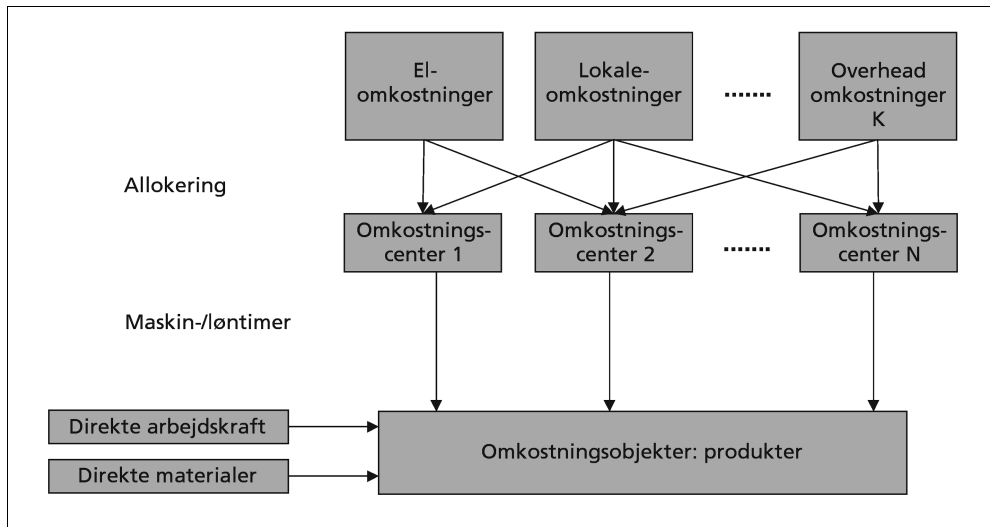 El-
omkostninger
Lokale-
omkostninger
........
Overhead
omkostninger
K
Allokering
Omkostnings-
center 1
Omkostnings-
center 2
........
Omkostnings-
center N
Maskin-/løntimer
Direkte arbejdskraft
Direkte materialer
Omkostningsobjekter: produkter